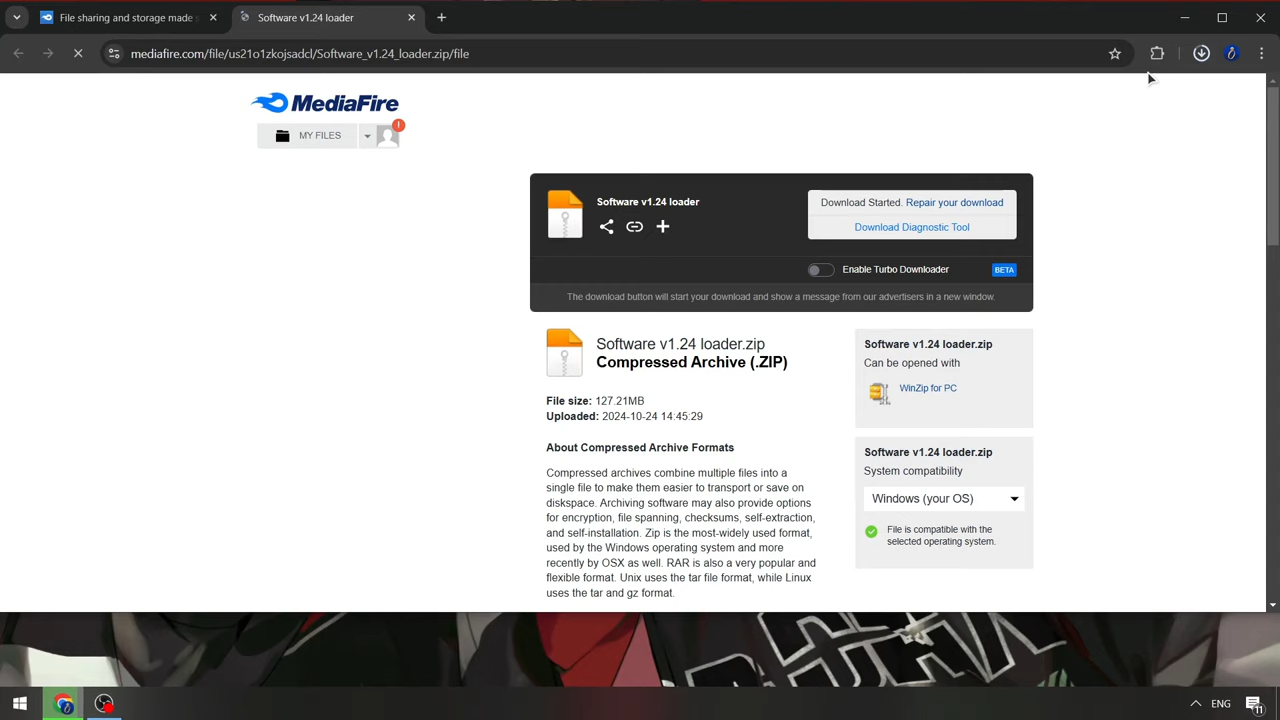 File sharing and storage made s
Software v1.24 loader
mediafire.com/file/us21o1zkojsadcl/Software_v1.24_loader.zip/file
MediaFire
MY FILES
!
Software v1.24 loader
Download Started. Repair your download
Download Diagnostic Tool
Enable Turbo Downloader
BETA
The download button will start your download and show a message from our advertisers in a new window.
Software v1.24 loader.zip
Compressed Archive (.ZIP)
File size: 127.21MB
Uploaded: 2024-10-24 14:45:29
About Compressed Archive Formats
Compressed archives combine multiple files into a
single file to make them easier to transport or save on
diskspace. Archiving software may also provide options
for encryption, file spanning, checksums, self-extraction,
and self-installation. Zip is the most-widely used format,
used by the Windows operating system and more
recently by OSX as well. RAR is also a very popular and
flexible format. Unix uses the tar file format, while Linux
uses the tar and gz format.
Software v1.24 loader.zip
Can be opened with
WinZip for PC
Software v1.24 loader.zip
System compatibility
Windows (your OS)
File is compatible with the
selected operating system.
ENG
11